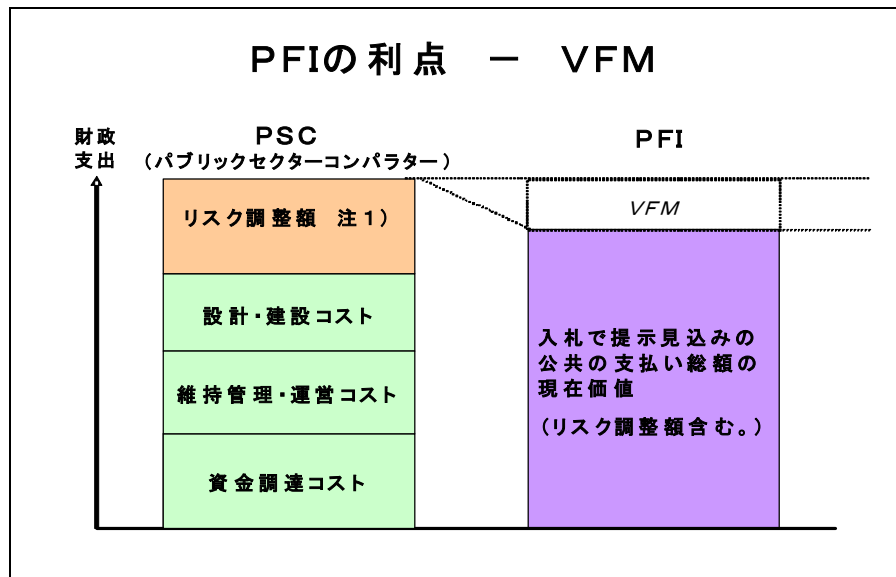 PFIの利点 － VFM
財政
支出
PSC
（パブリックセクターコンパラター）
PFI
リスク調整額 注１）
VFM
設計・建設コスト
維持管理・運営コスト
資金調達コスト
入札で提示見込みの
公共の支払い総額の
現在価値
（リスク調整額含む。）